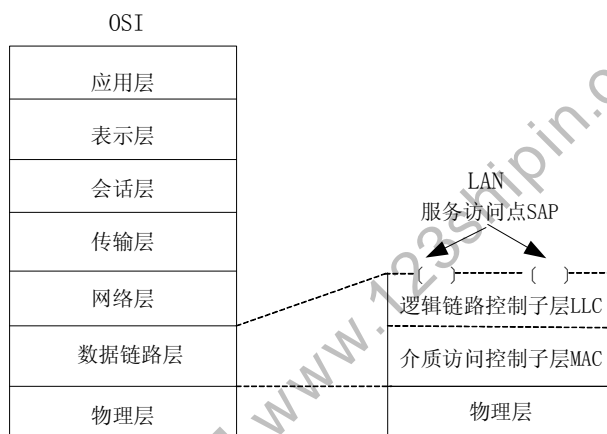 OSI
应用层
表示层
会话层
传输层
网络层
数据链路层
物理层
LAN
服务访问点SAP
逻辑链路控制子层LLC
介质访问控制子层MAC
物理层
www.123shipin.c